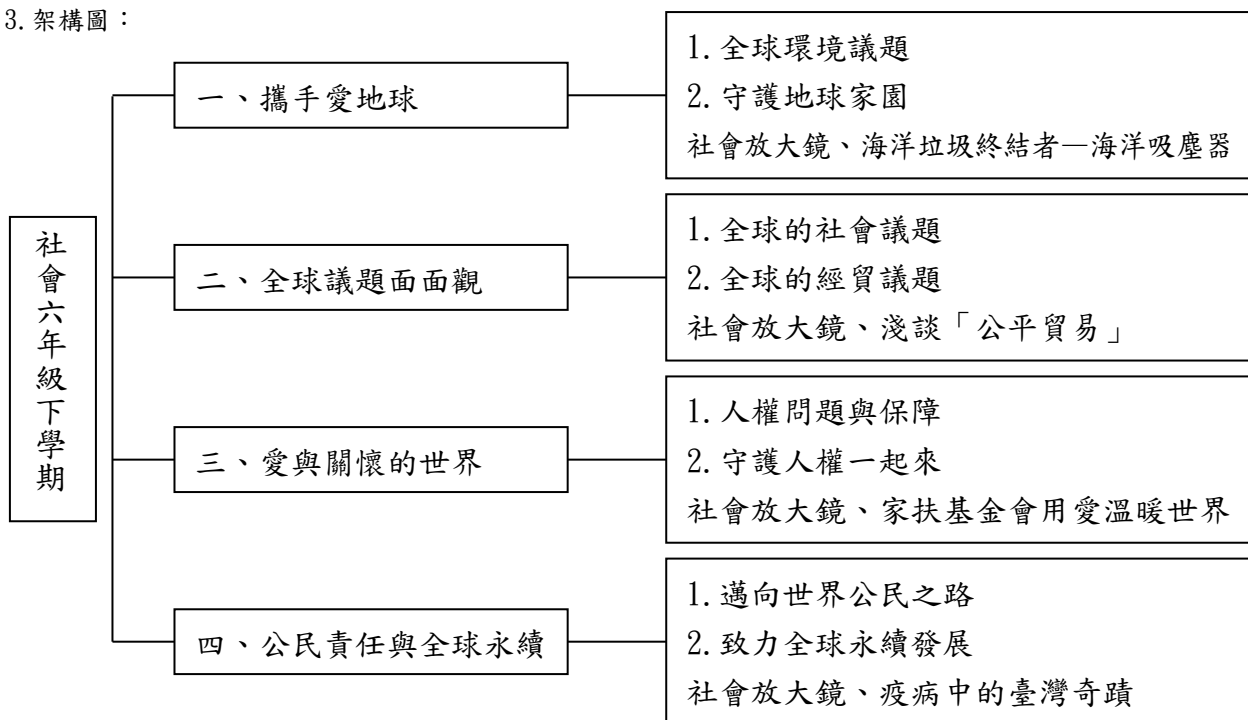 3.架構圖：
社會六年級下學期
一、攜手愛地球
1.全球環境議題
2.守護地球家園
社會放大鏡、海洋垃圾終結者—海洋吸塵器
二、全球議題面面觀
1.全球的社會議題
2.全球的經貿議題
社會放大鏡、淺談「公平貿易」
三、愛與關懷的世界
1.人權問題與保障
2.守護人權一起來
社會放大鏡、家扶基金會用愛溫暖世界
四、公民責任與全球永續
1.邁向世界公民之路
2.致力全球永續發展
社會放大鏡、疫病中的臺灣奇蹟